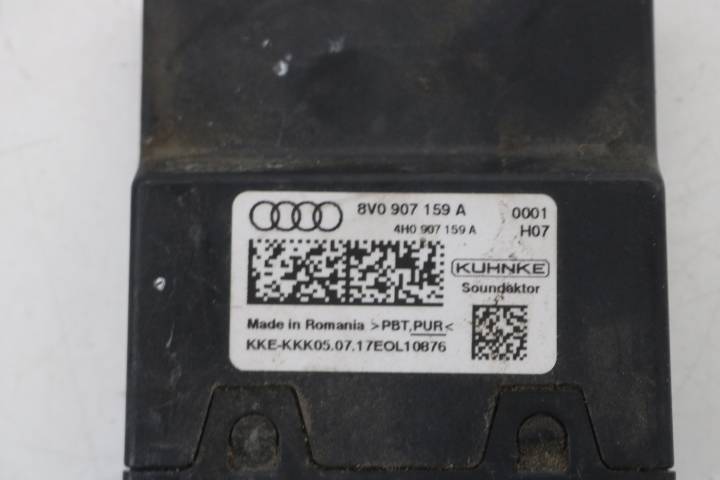 8V0 907 159 A 0001
4H0 907 159 A H07
KUHNKE
Soundaktor
Made in Romania >PBT,PUR<
KKE-KKK05.07.17EOL10876